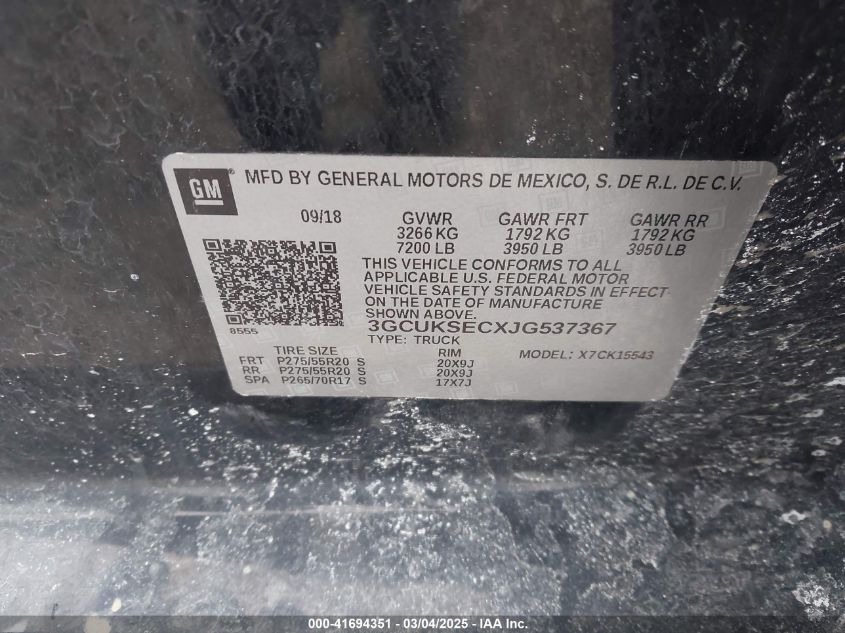 GM
MFD BY GENERAL MOTORS DE MEXICO, S. DE R.L. DE C.V.
09/18 GVWR GAWR FRT GAWR RR
3266 KG 1792 KG 1792 KG
7200 LB 3950 LB 3950 LB
THIS VEHICLE CONFORMS TO ALL
APPLICABLE U.S. FEDERAL MOTOR
VEHICLE SAFETY STANDARDS IN EFFECT
ON THE DATE OF MANUFACTURE
SHOWN ABOVE.
8555 3GCUKSECXJG537367
TYPE: TRUCK
TIRE SIZE RIM MODEL: X7CK15543
FRT P275/55R20 S 20X9J
RR P275/55R20 S 20X9J
SPA P265/70R17 S 17X7J
000-41694351 - 03/04/2025 - © IAA Holdings, LLC.